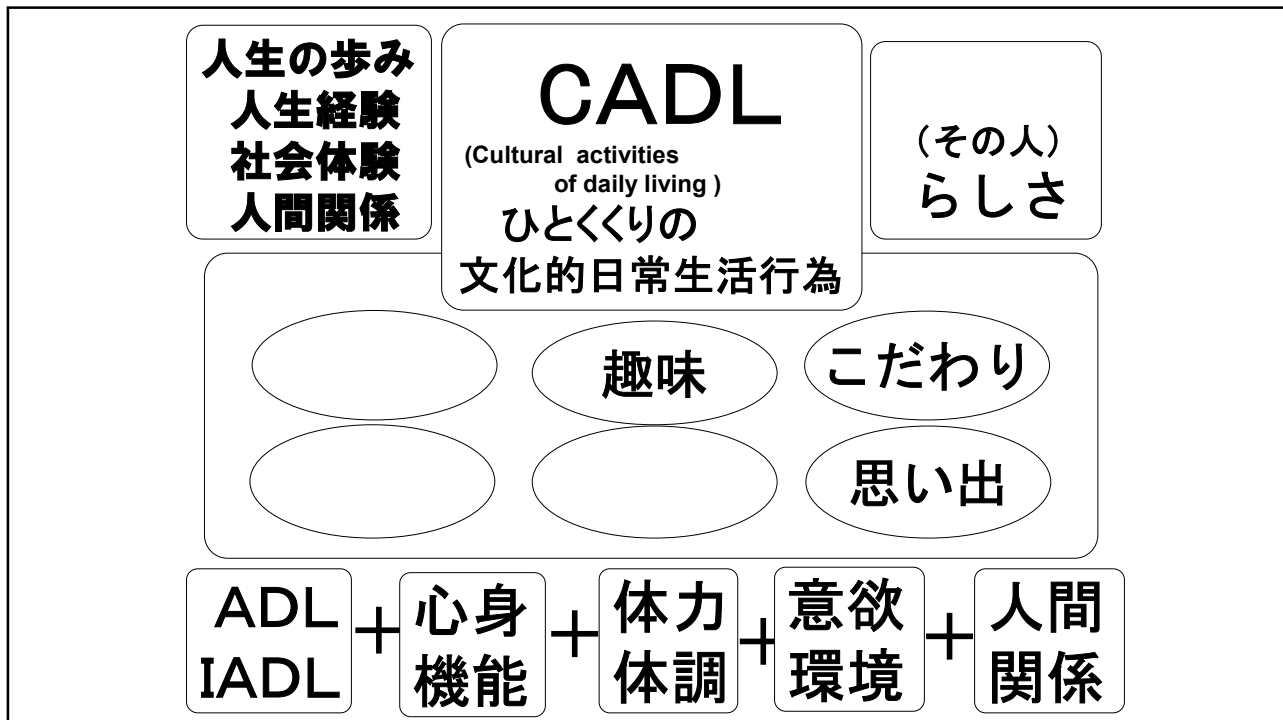 人生の歩み
人生経験
社会体験
人間関係
CADL
(Cultural activities
of daily living )
ひとくくりの
文化的日常生活行為
（その人）
らしさ
趣味
こだわり
思い出
ADL
IADL
＋
心身
機能
＋
体力
体調
＋
意欲
環境
＋
人間
関係